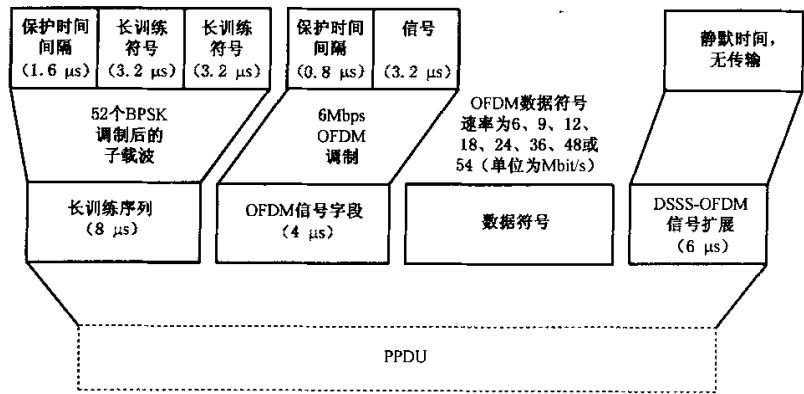 保护时间
间隔
（1.6 μs）
长训练
符号
（3.2 μs）
长训练
符号
（3.2 μs）
保护时间
间隔
（0.8 μs）
信号
（3.2 μs）
静默时间，
无传输
52个BPSK
调制后的
子载波
6Mbps
OFDM
调制
OFDM数据符号
速率为6、9、12、
18、24、36、48或
54（单位为Mbit/s）
长训练序列
（8 μs）
OFDM信号字段
（4 μs）
数据符号
DSSS-OFDM
信号扩展
（6 μs）
PPDU